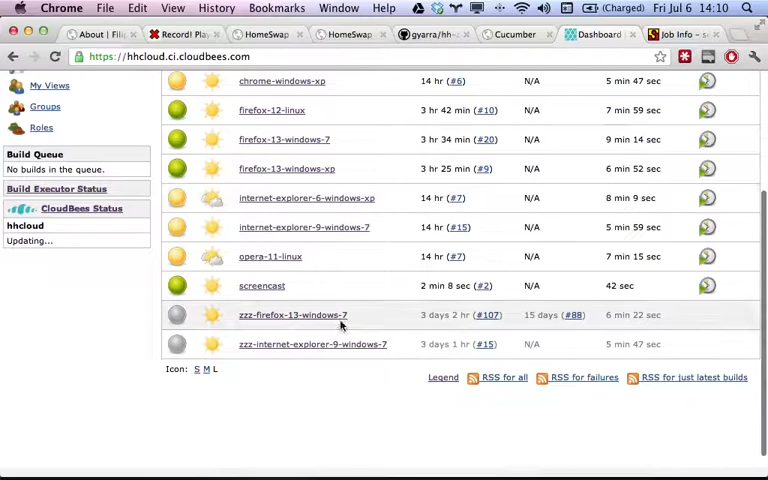 Chrome File Edit View History Bookmarks Window Help (Charged) Fri Jul 6 14:10
About | Filip Record! Play HomeSwap HomeSwap gyarra/hh- Cucumber Dashboard Job Info – sc
https://hhcloud.ci.cloudbees.com
My Views
Groups
Roles
Build Queue
No builds in the queue.
Build Executor Status
CloudBees Status
hhcloud
Updating...
chrome-windows-xp 14 hr (#6) N/A 5 min 47 sec
firefox-12-linux 3 hr 42 min (#10) N/A 7 min 59 sec
firefox-13-windows-7 3 hr 34 min (#20) N/A 9 min 14 sec
firefox-13-windows-xp 3 hr 25 min (#9) N/A 6 min 52 sec
internet-explorer-6-windows-xp 14 hr (#7) N/A 8 min 9 sec
internet-explorer-9-windows-7 14 hr (#15) N/A 5 min 59 sec
opera-11-linux 14 hr (#7) N/A 7 min 15 sec
screencast 2 min 8 sec (#2) N/A 42 sec
zzz-firefox-13-windows-7 3 days 2 hr (#107) 15 days (#88) 6 min 22 sec
zzz-internet-explorer-9-windows-7 3 days 1 hr (#15) N/A 5 min 47 sec
Icon: S M L
Legend RSS for all RSS for failures RSS for just latest builds